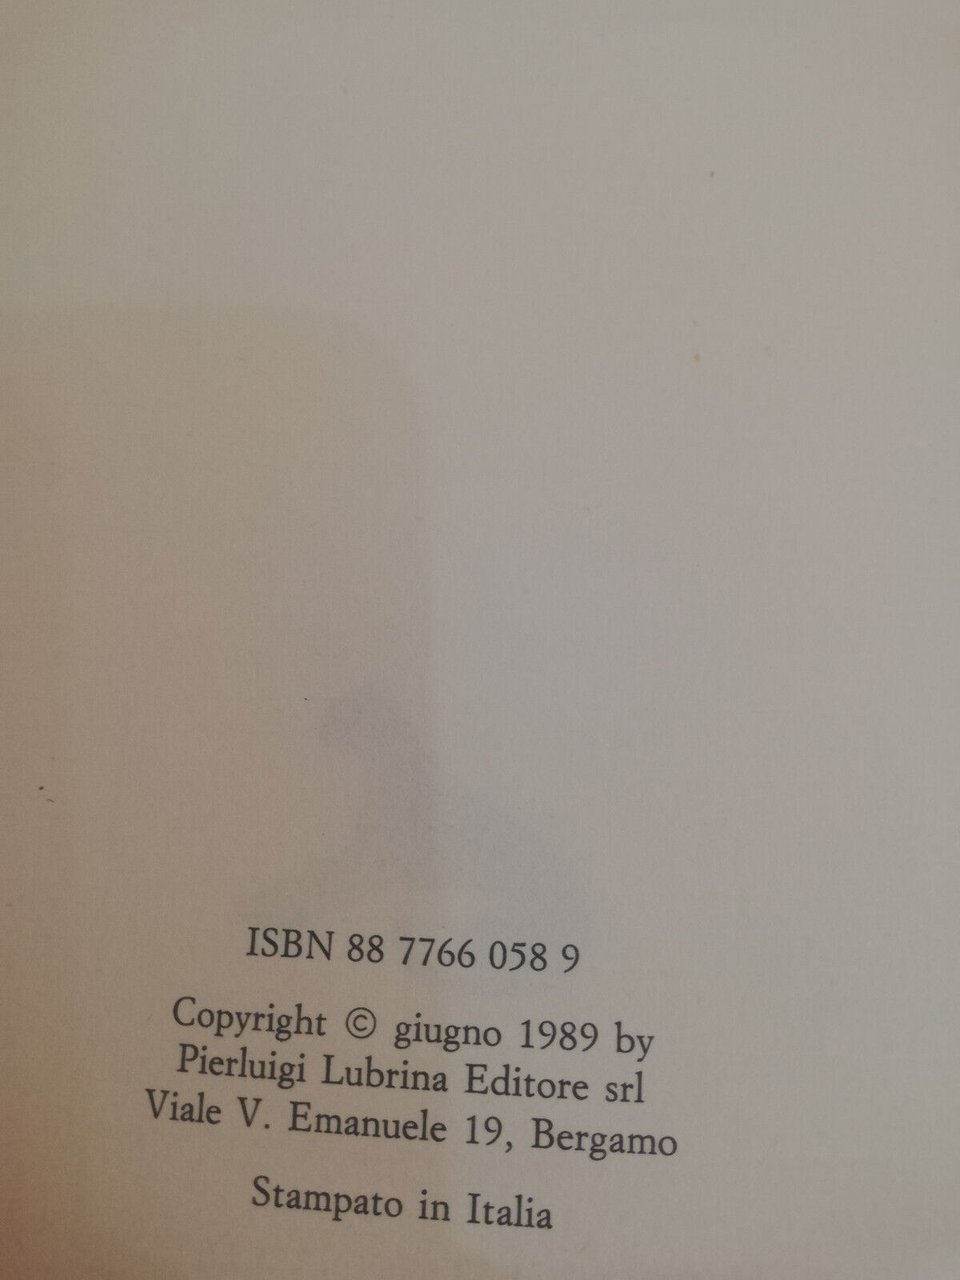 ISBN 88 7766 058 9
Copyright © giugno 1989 by
Pierluigi Lubrina Editore srl
Viale V. Emanuele 19, Bergamo
Stampato in Italia